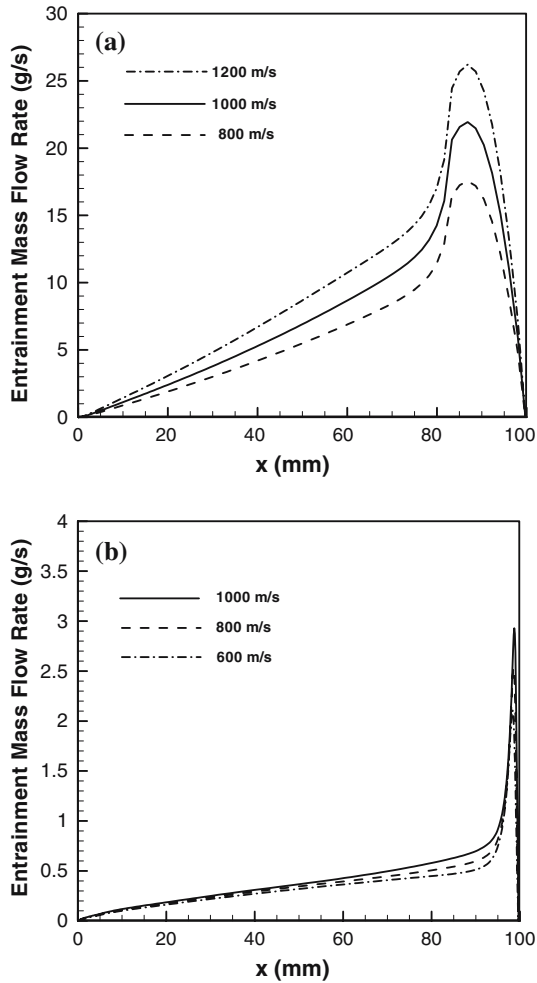 30
25
20
15
10
5
0
Entrainment Mass Flow Rate (g/s)
(a)
1200 m/s
1000 m/s
800 m/s
0 20 40 60 80 100
x (mm)
4
3.5
3
2.5
2
1.5
1
0.5
0
Entrainment Mass Flow Rate (g/s)
(b)
1000 m/s
800 m/s
600 m/s
0 20 40 60 80 100
x (mm)